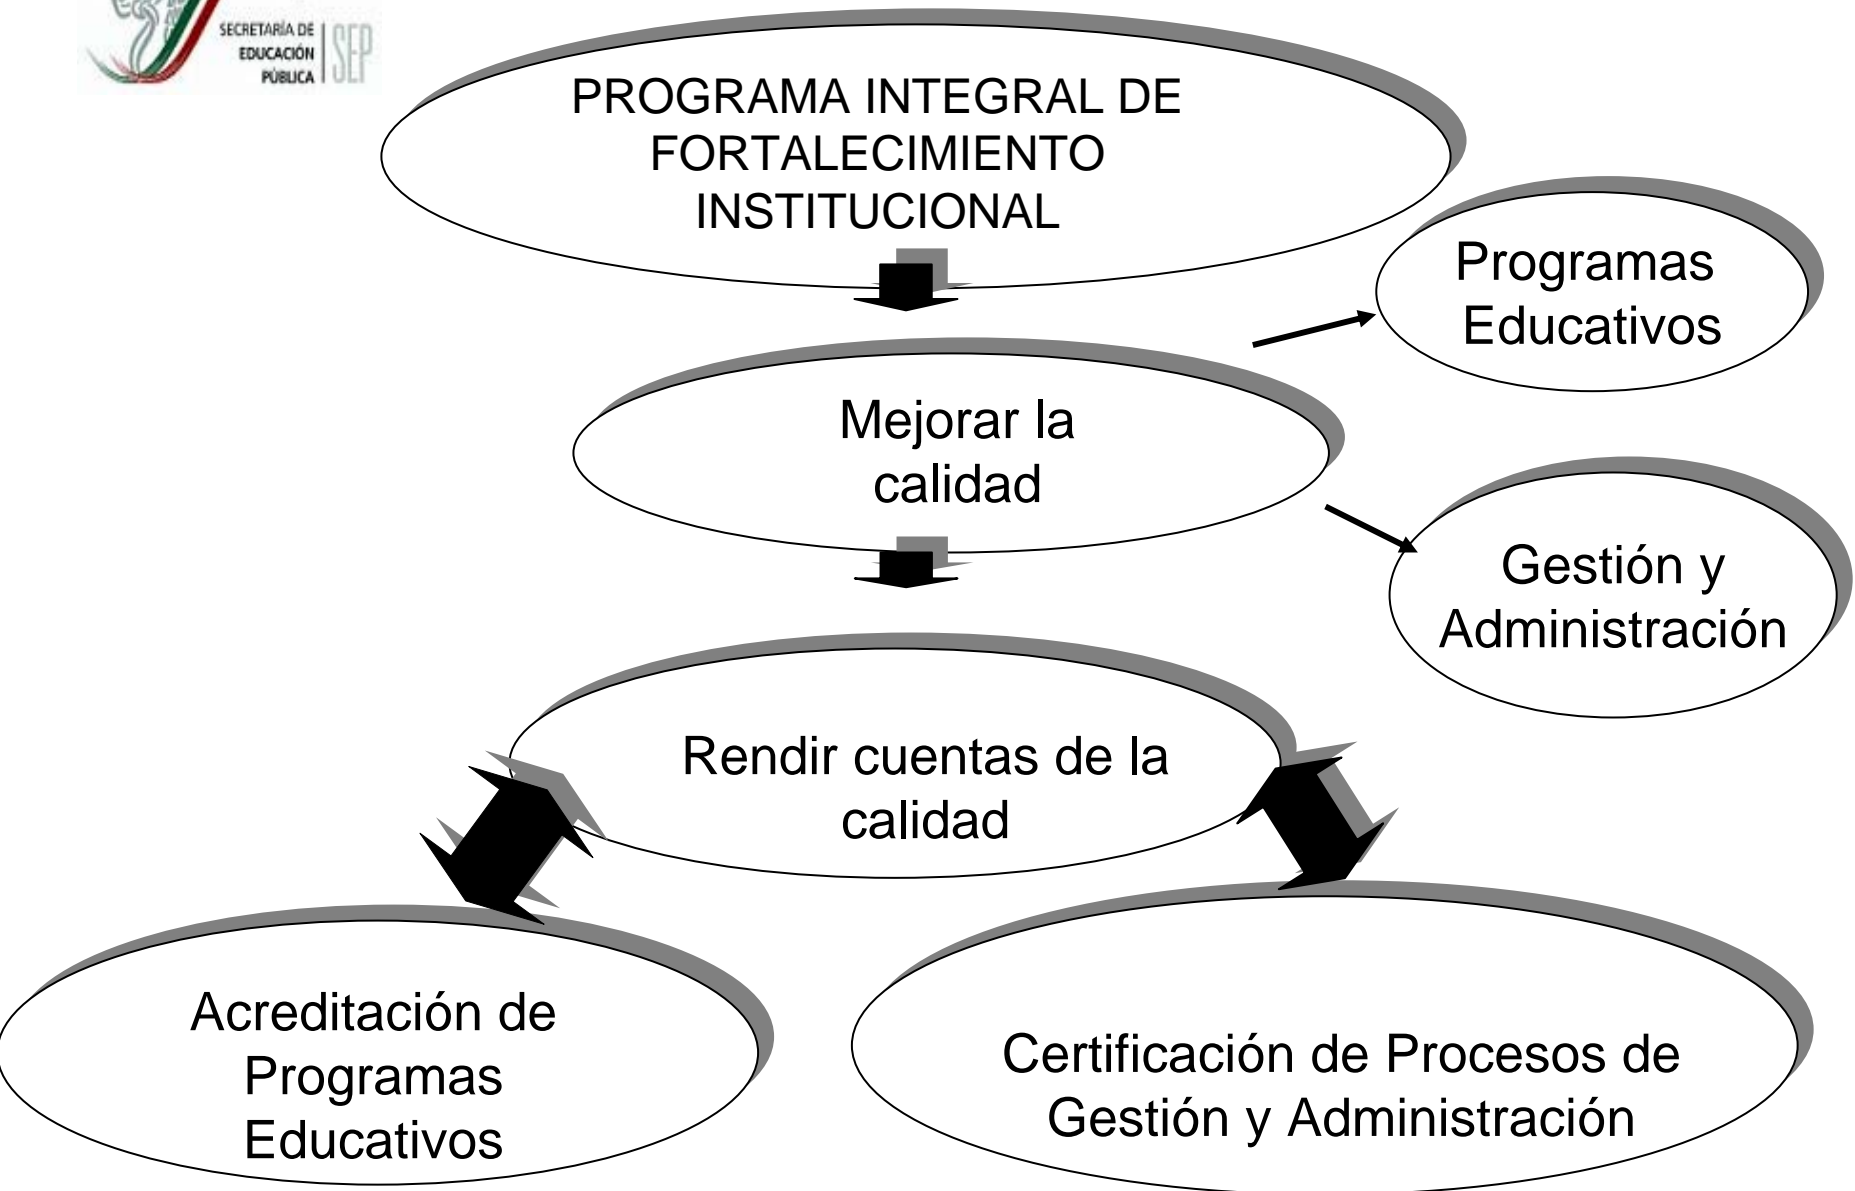 SECRETARÍA DE
EDUCACIÓN
PÚBLICA
SEP
PROGRAMA INTEGRAL DE
FORTALECIMIENTO
INSTITUCIONAL
Programas
Educativos
Mejorar la
calidad
Gestión y
Administración
Rendir cuentas de la
calidad
Acreditación de
Programas
Educativos
Certificación de Procesos de
Gestión y Administración